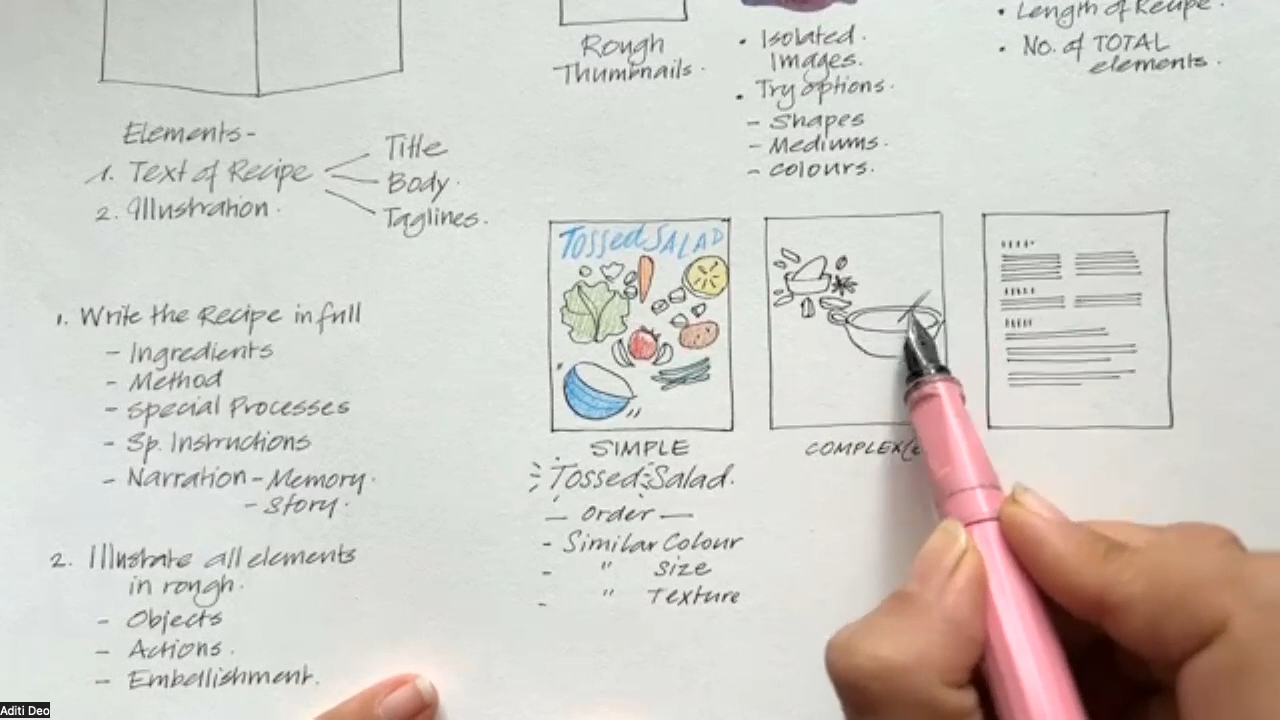 Rough
Thumbnails.
• Isolated.
Images.
• Try options.
- Shapes
- Mediums.
- colours.
• Length of Recipe.
• No. of TOTAL
elements.
Elements-
1. Text of Recipe
Title
Body.
Taglines.
2. Illustration.
TossedSALAD
1. Write the Recipe in full
- Ingredients
- Method
- Special Processes
- Sp. Instructions
- Narration - Memory.
- Story.
2. Illustrate all elements
in rough.
- Objects
- Actions.
- Embellishment.
SIMPLE
Tossed Salad.
- Order -
- Similar Colour
- " Size
- " Texture
Aditi Deo